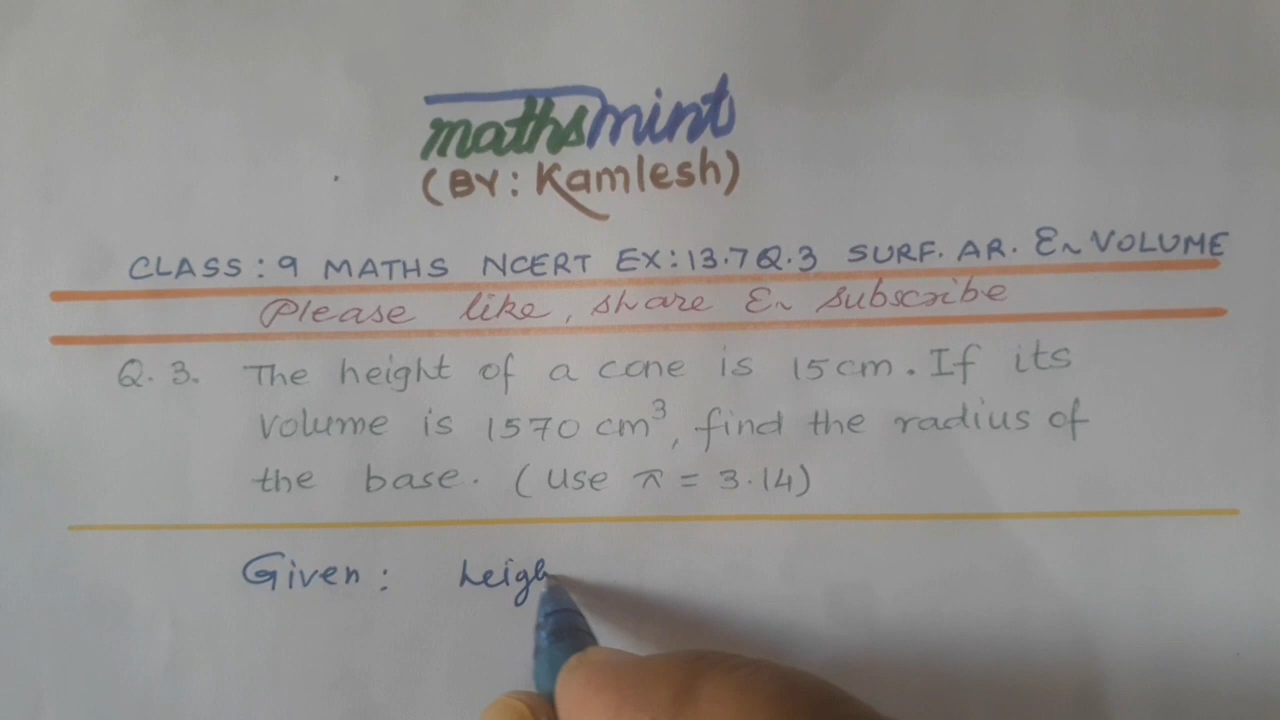 mathsmint
(BY: Kamlesh)
CLASS: 9 MATHS NCERT EX: 13.7 Q.3 SURF. AR. & VOLUME
Please like, share & subscribe
Q. 3. The height of a cone is 15 cm. If its
volume is 1570 cm³, find the radius of
the base. (Use π = 3.14)
Given: heigh